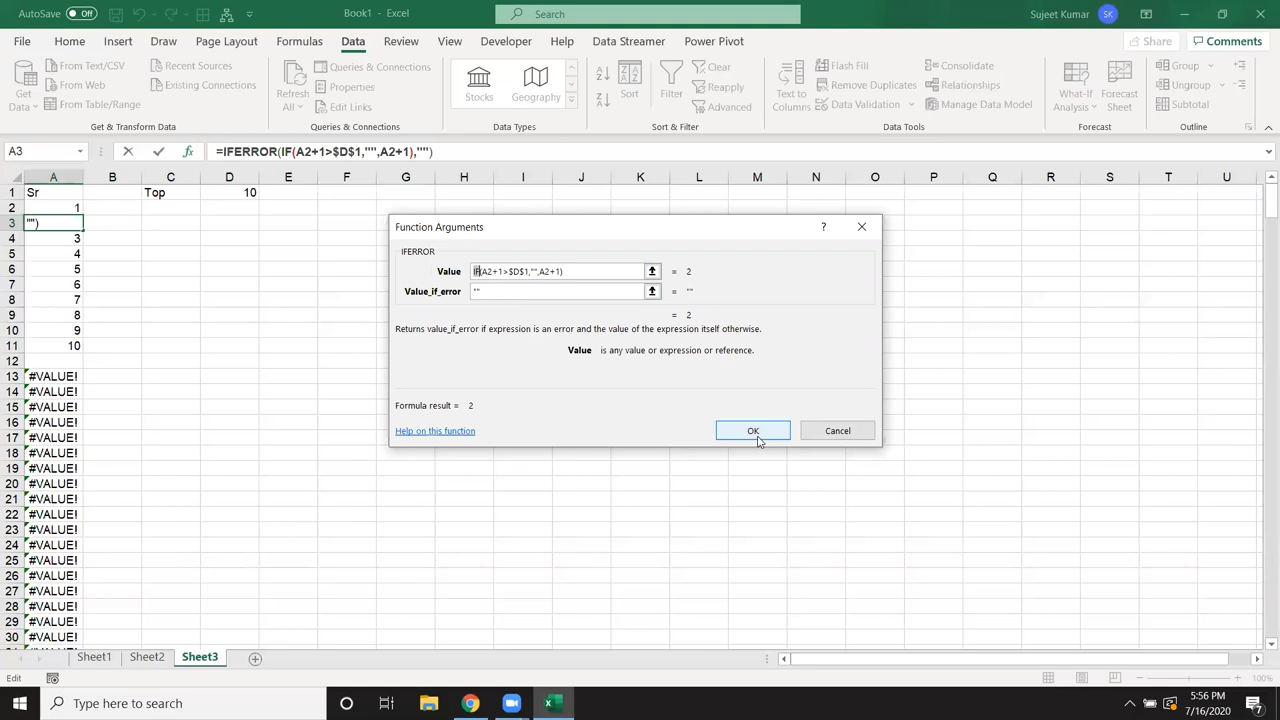 AutoSave Off Book1 - Excel Search Sujeet Kumar SK
File Home Insert Draw Page Layout Formulas Data Review View Developer Help Data Streamer Power Pivot Share Comments
Get Data From Text/CSV From Web From Table/Range Recent Sources Existing Connections
Refresh All Queries & Connections Properties Edit Links
Stocks Geography
Sort Filter Clear Reapply Advanced
Text to Columns Flash Fill Remove Duplicates Data Validation Consolidate Relationships Manage Data Model
What-If Analysis Forecast Sheet Group Ungroup Subtotal
Get & Transform Data Queries & Connections Data Types Sort & Filter Data Tools Forecast Outline
A3 fx =IFERROR(IF(A2+1>$D$1,"",A2+1),"")
A B C D E F G H I J K L M N O P Q R S T U
1 Sr Top 10
2 1
3 "")
4 3
5 4
6 5
7 6
8 7
9 8
10 9
11 10
12
13 #VALUE!
14 #VALUE!
15 #VALUE!
16 #VALUE!
17 #VALUE!
18 #VALUE!
19 #VALUE!
20 #VALUE!
21 #VALUE!
22 #VALUE!
23 #VALUE!
24 #VALUE!
25 #VALUE!
26 #VALUE!
27 #VALUE!
28 #VALUE!
29 #VALUE!
30 #VALUE!
Function Arguments ?
IFERROR
Value IF(A2+1>$D$1,"",A2+1) = 2
Value_if_error "" = ""
= 2
Returns value_if_error if expression is an error and the value of the expression itself otherwise.
Value is any value or expression or reference.
Formula result = 2
Help on this function OK Cancel
Sheet1 Sheet2 Sheet3
Edit 100%
Type here to search 5:56 PM
7/16/2020